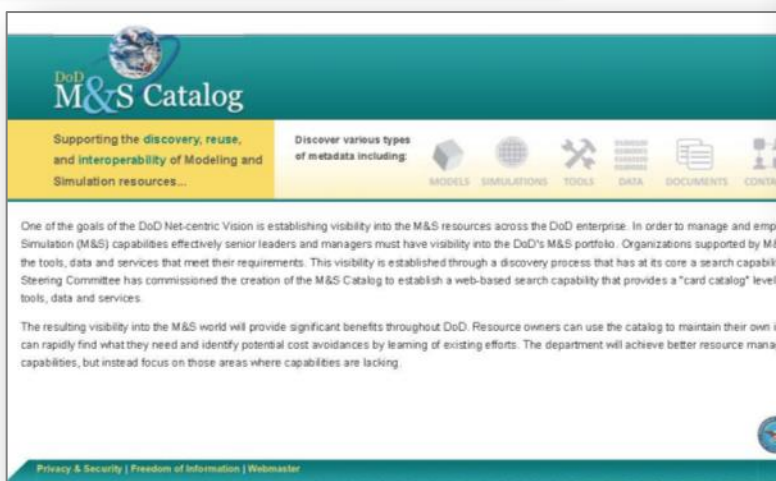 DoD
M&S Catalog
Supporting the discovery, reuse,
and interoperability of Modeling and
Simulation resources...
Discover various types
of metadata including:
MODELS SIMULATIONS TOOLS DATA DOCUMENTS CONTA
One of the goals of the DoD Net-centric Vision is establishing visibility into the M&S resources across the DoD enterprise. In order to manage and emp
Simulation (M&S) capabilities effectively senior leaders and managers must have visibility into the DoD's M&S portfolio. Organizations supported by M&
the tools, data and services that meet their requirements. This visibility is established through a discovery process that has at its core a search capabili
Steering Committee has commissioned the creation of the M&S Catalog to establish a web-based search capability that provides a "card catalog" level
tools, data and services.
The resulting visibility into the M&S world will provide significant benefits throughout DoD. Resource owners can use the catalog to maintain their own i
can rapidly find what they need and identify potential cost avoidances by learning of existing efforts. The department will achieve better resource mana
capabilities, but instead focus on those areas where capabilities are lacking.
Privacy & Security | Freedom of Information | Webmaster